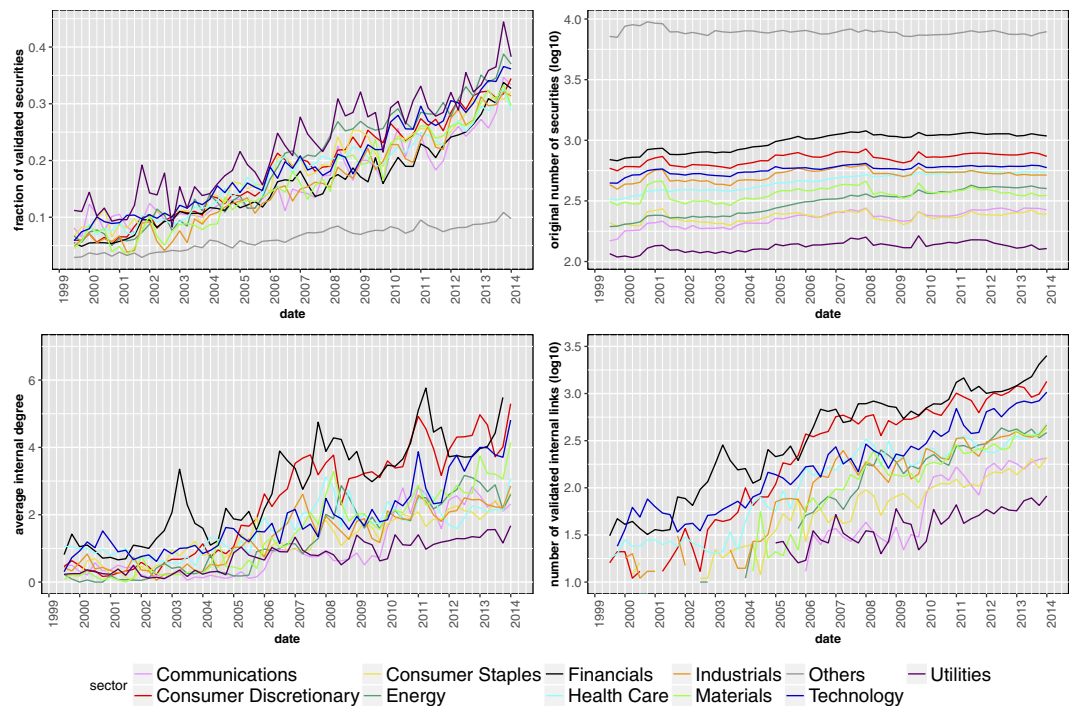 fraction of validated securities
0.4
0.3
0.2
0.1
1999 2000 2001 2002 2003 2004 2005 2006 2007 2008 2009 2010 2011 2012 2013 2014
date
original number of securities (log10)
4.0
3.5
3.0
2.5
2.0
1999 2000 2001 2002 2003 2004 2005 2006 2007 2008 2009 2010 2011 2012 2013 2014
date
average internal degree
6
4
2
0
1999 2000 2001 2002 2003 2004 2005 2006 2007 2008 2009 2010 2011 2012 2013 2014
date
number of validated internal links (log10)
3.5
3.0
2.5
2.0
1.5
1.0
1999 2000 2001 2002 2003 2004 2005 2006 2007 2008 2009 2010 2011 2012 2013 2014
date
sector
Communications Consumer Staples Financials Industrials Others Utilities
Consumer Discretionary Energy Health Care Materials Technology